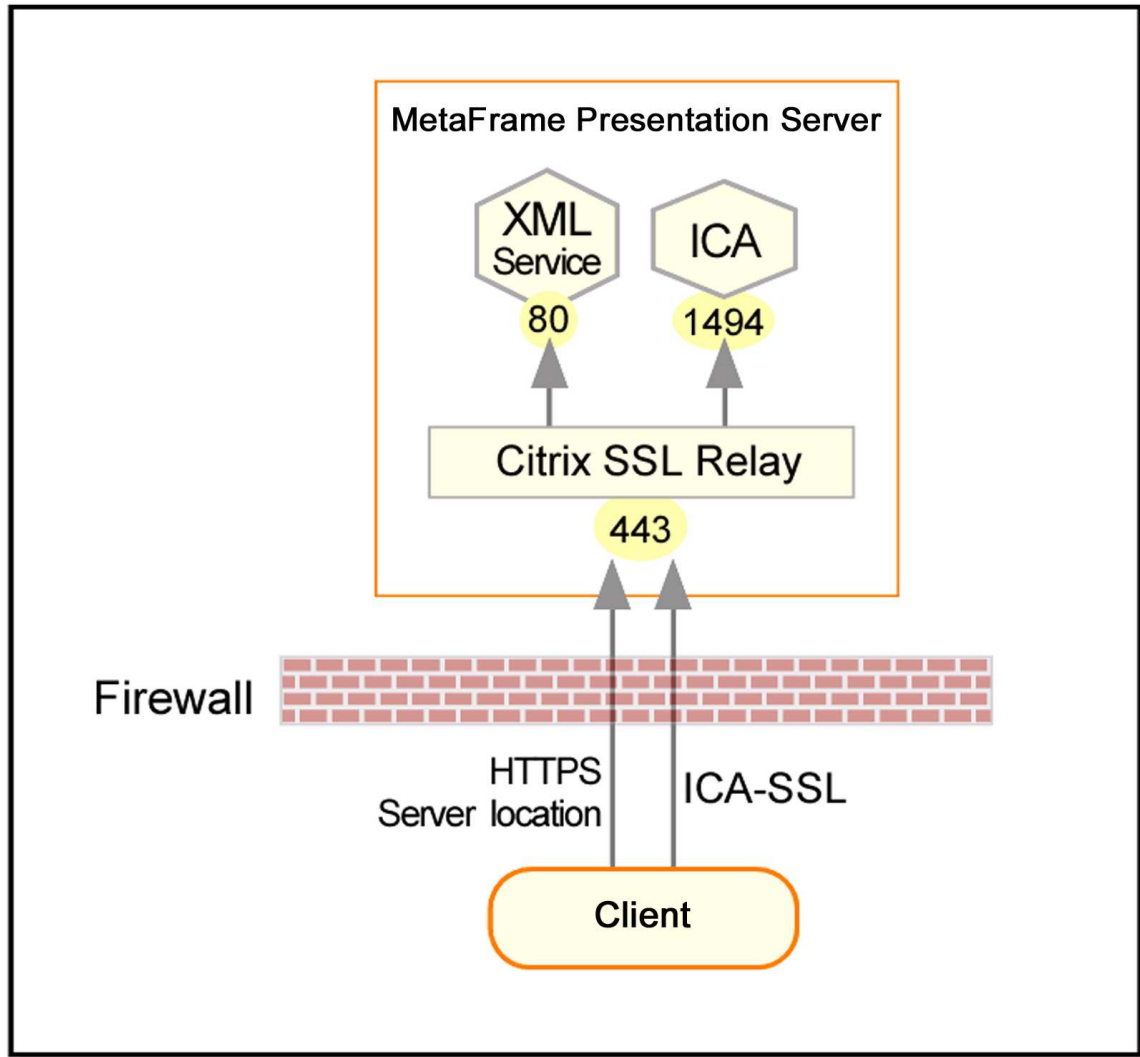 MetaFrame Presentation Server
XML
Service
ICA
80
1494
Citrix SSL Relay
443
Firewall
HTTPS
Server location
ICA-SSL
Client